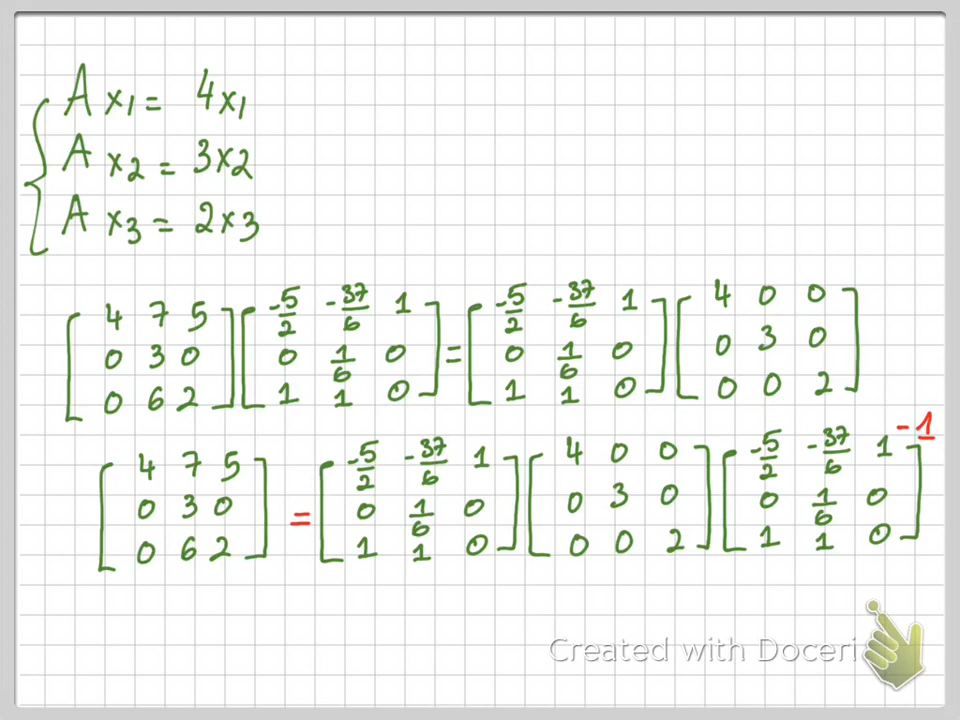 A x1 = 4x1
A x2 = 3x2
A x3 = 2x3
[4 7 5; 0 3 0; 0 6 2] [-5/2 -37/6 1; 0 1/6 0; 1 1 0] = [-5/2 -37/6 1; 0 1/6 0; 1 1 0] [4 0 0; 0 3 0; 0 0 2]
[4 7 5; 0 3 0; 0 6 2] = [-5/2 -37/6 1; 0 1/6 0; 1 1 0] [4 0 0; 0 3 0; 0 0 2] [-5/2 -37/6 1; 0 1/6 0; 1 1 0]^-1
Created with Doceri